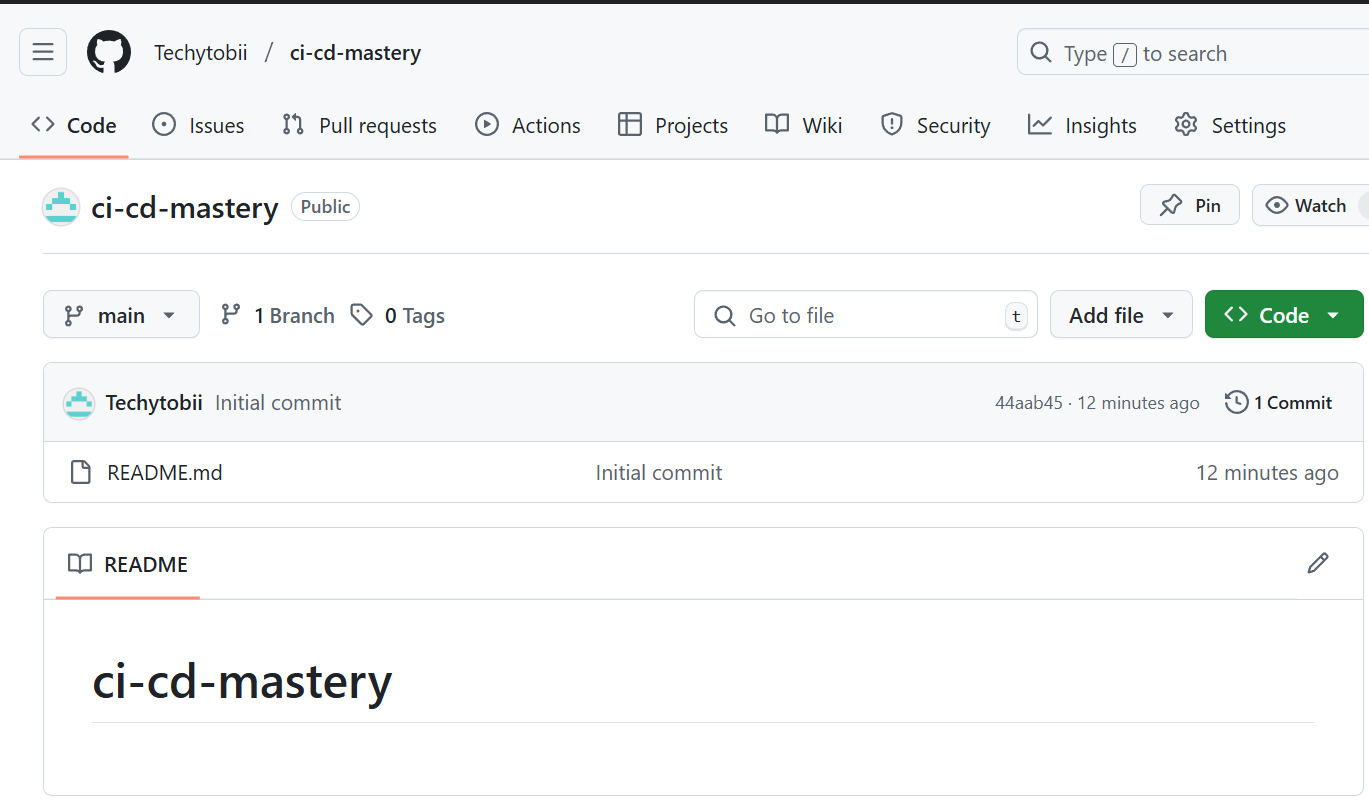 Techytobii / ci-cd-mastery
Type / to search
Code Issues Pull requests Actions Projects Wiki Security Insights Settings
ci-cd-mastery Public
Pin Watch
main 1 Branch 0 Tags
Go to file t
Add file Code
Techytobii Initial commit 44aab45 · 12 minutes ago 1 Commit
README.md Initial commit 12 minutes ago
README
ci-cd-mastery